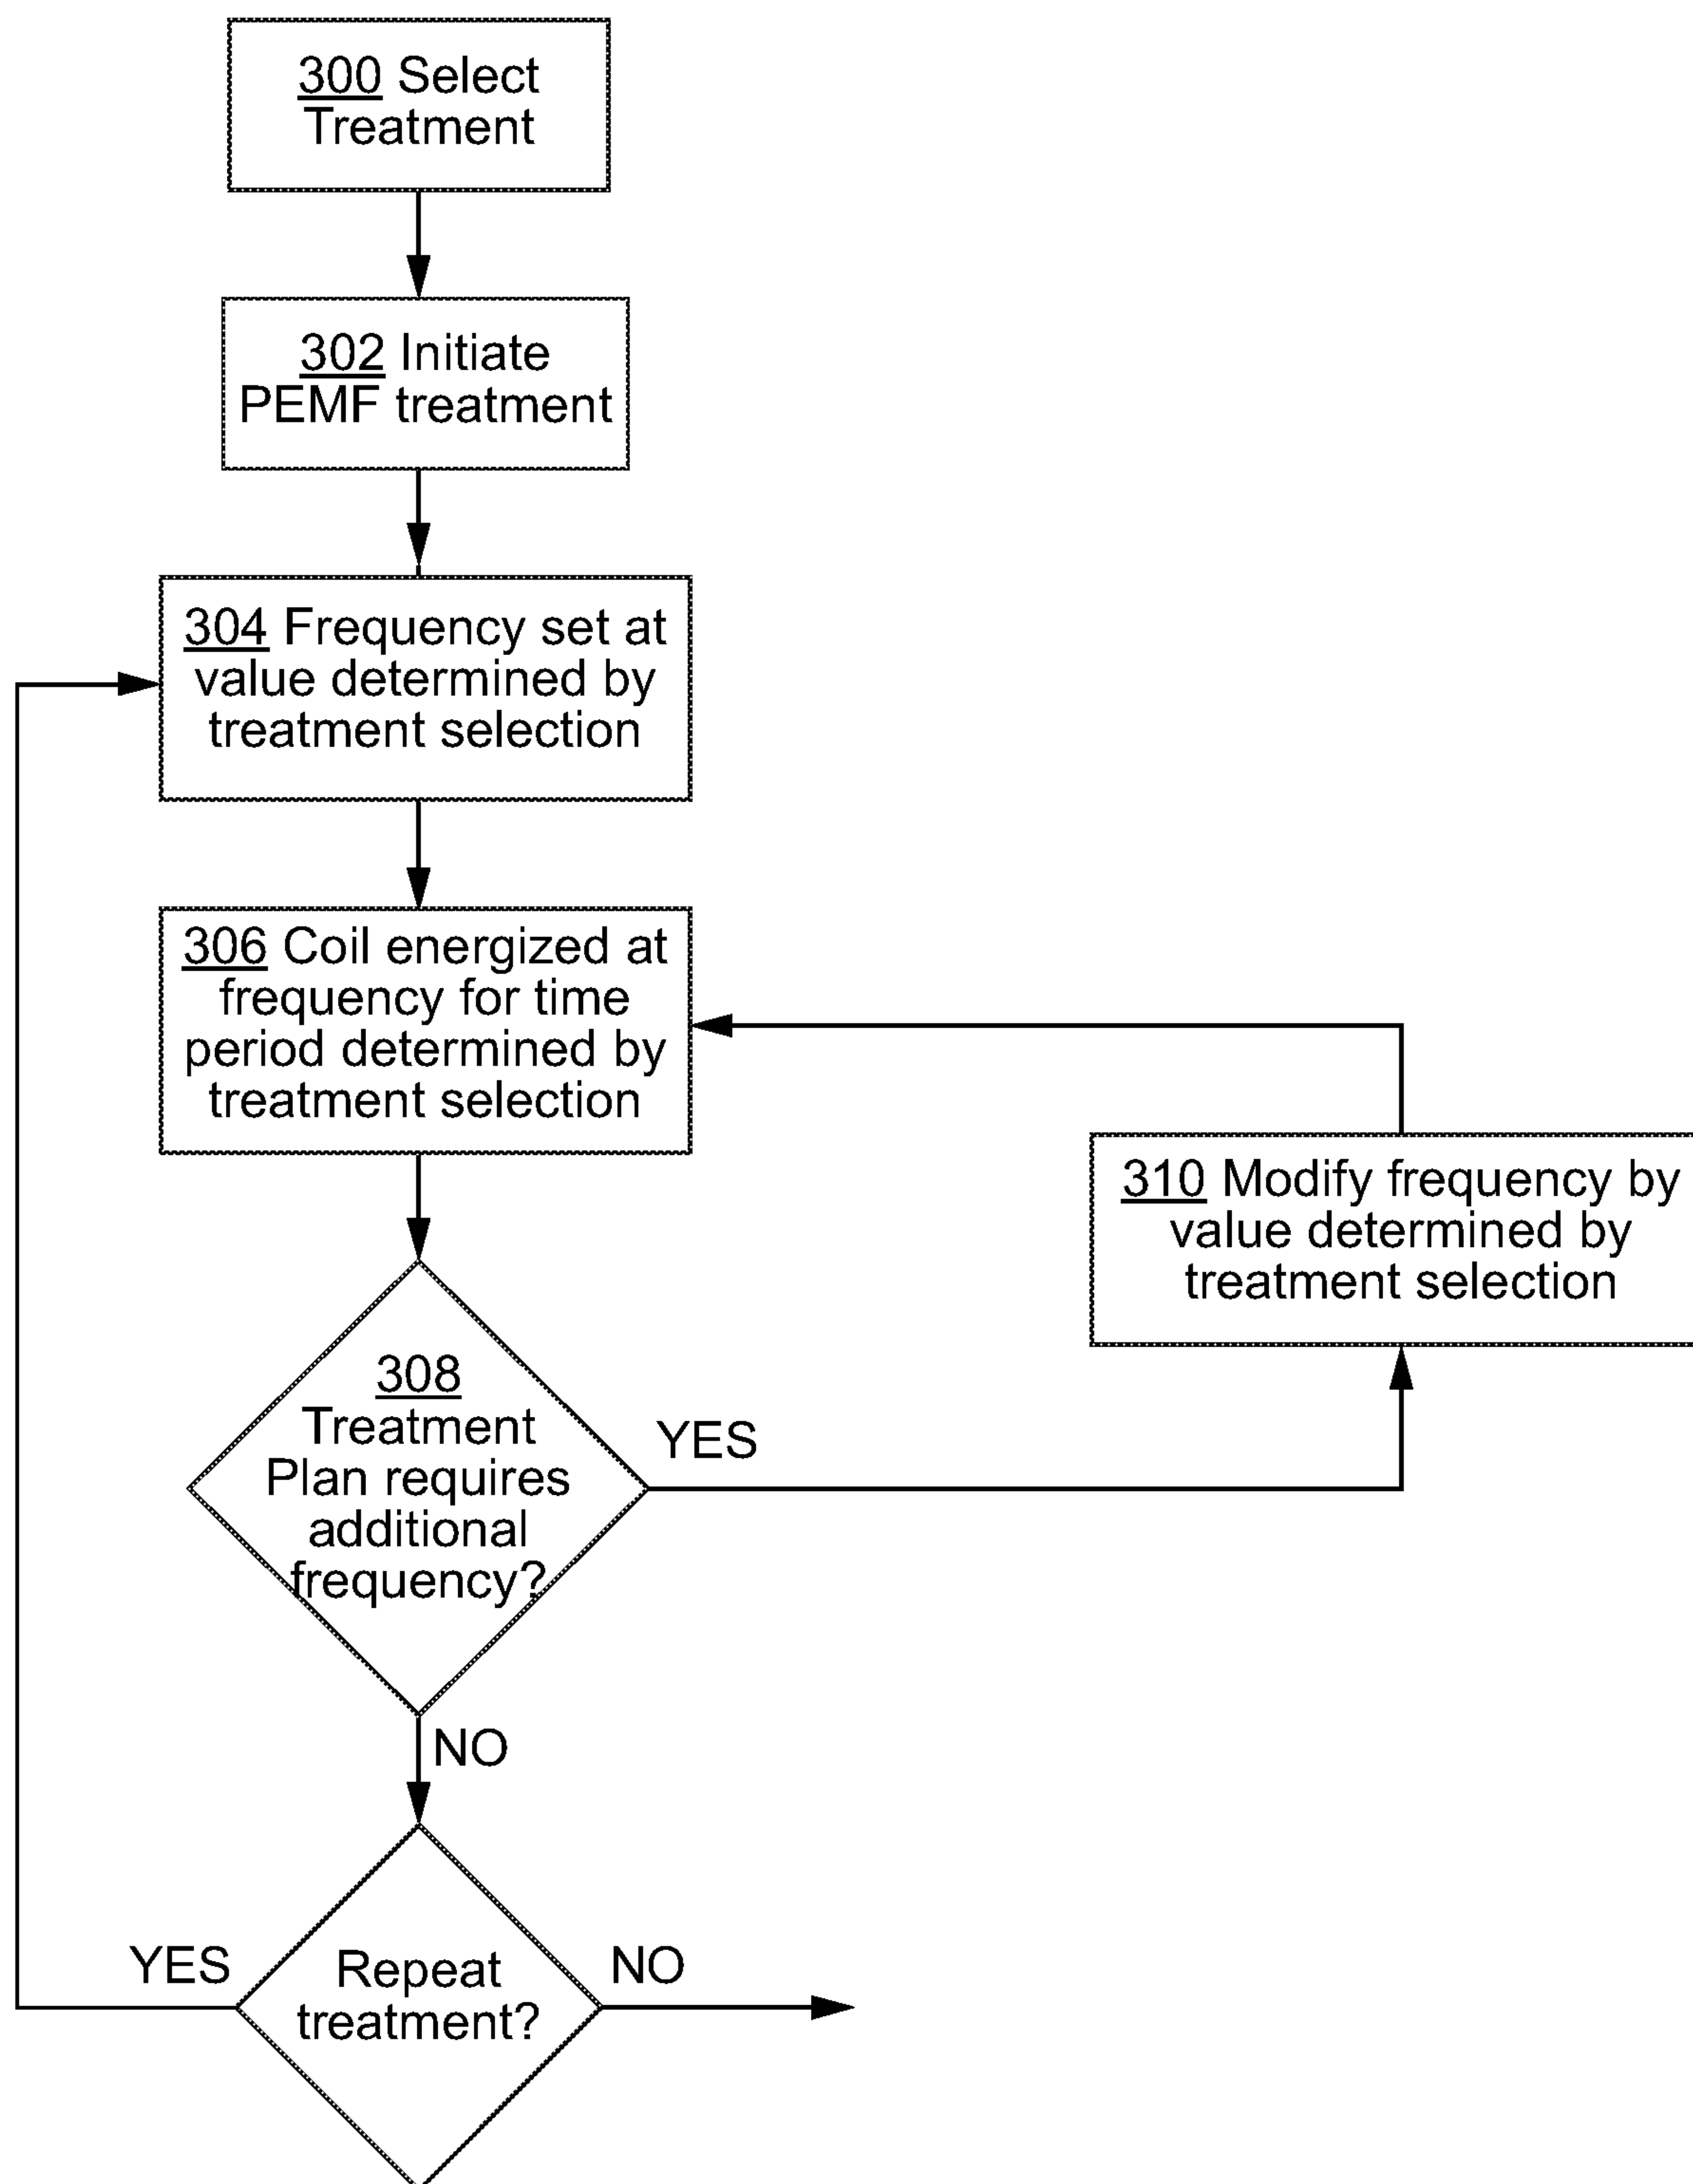 300 Select
Treatment
302 Initiate
PEMF treatment
304 Frequency set at
value determined by
treatment selection
306 Coil energized at
frequency for time
period determined by
treatment selection
310 Modify frequency by
value determined by
treatment selection
308
Treatment
Plan requires
additional
frequency?
YES
NO
YES
Repeat
treatment?
NO